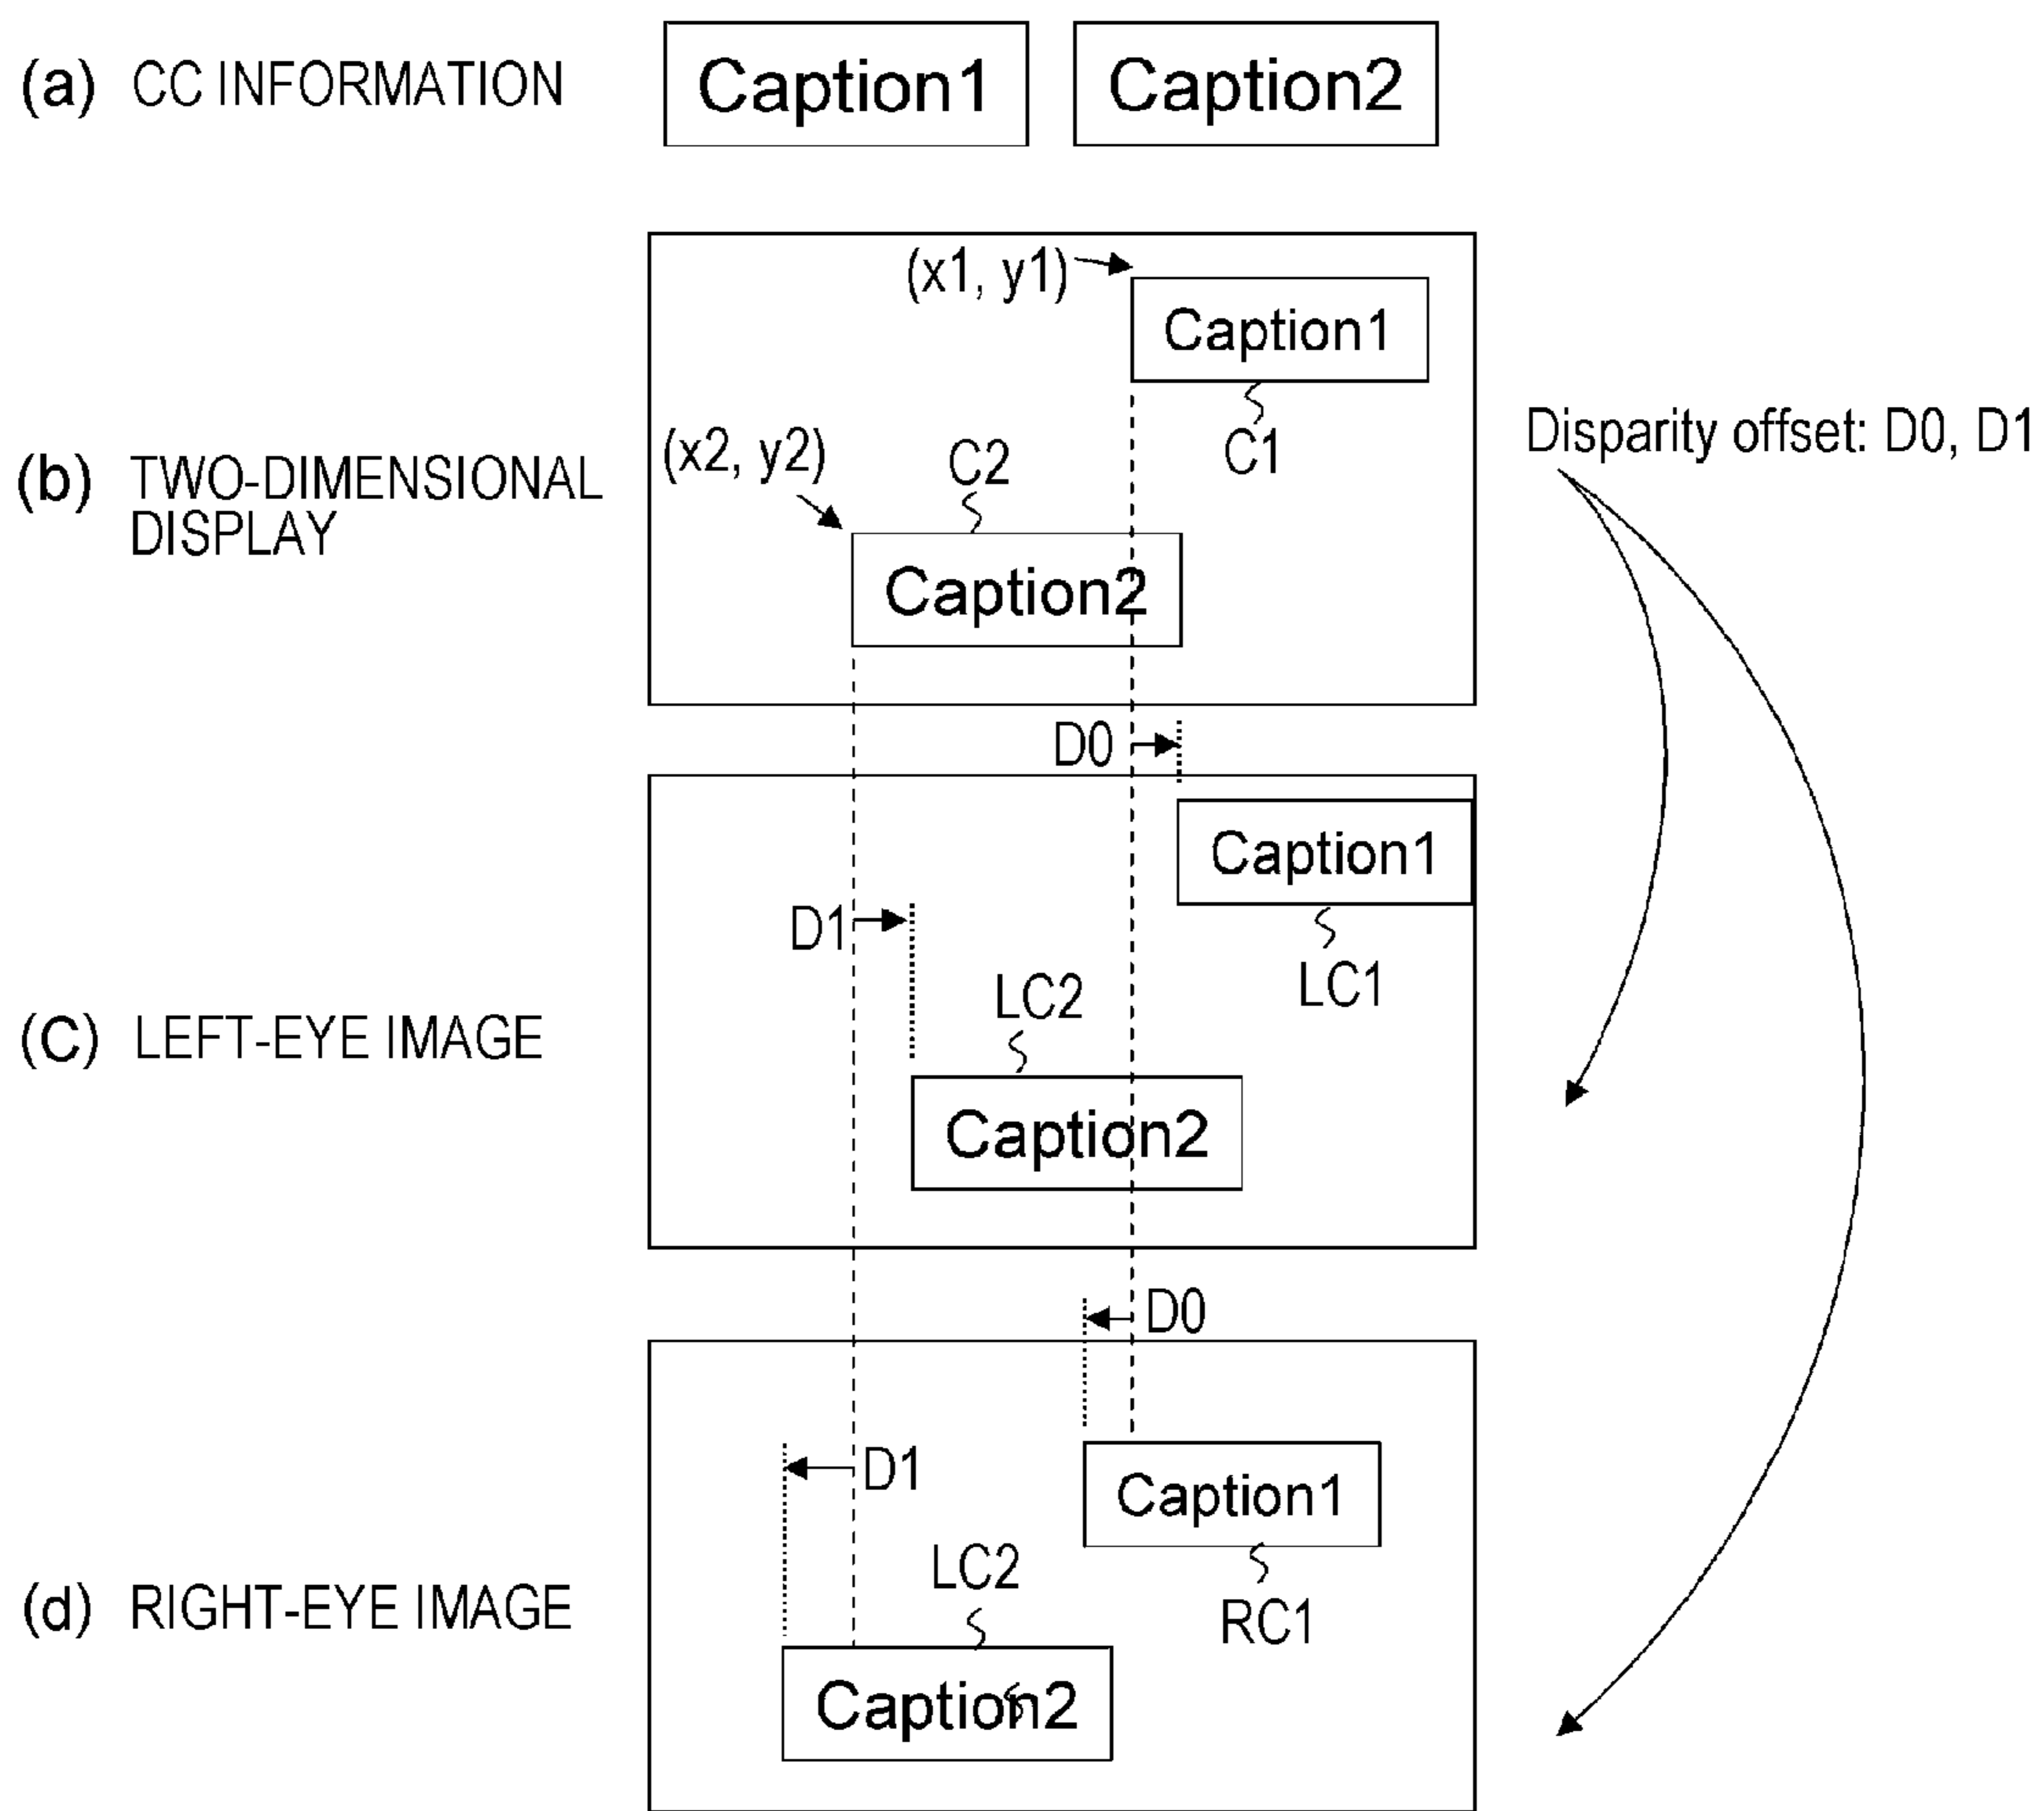 (a) CC INFORMATION
Caption1
Caption2
(x1, y1)
Caption1
C1
(x2, y2)
C2
Caption2
(b) TWO-DIMENSIONAL
DISPLAY
Disparity offset: D0, D1
D0
Caption1
LC1
D1
LC2
Caption2
(C) LEFT-EYE IMAGE
D0
Caption1
RC1
D1
LC2
Caption2
(d) RIGHT-EYE IMAGE